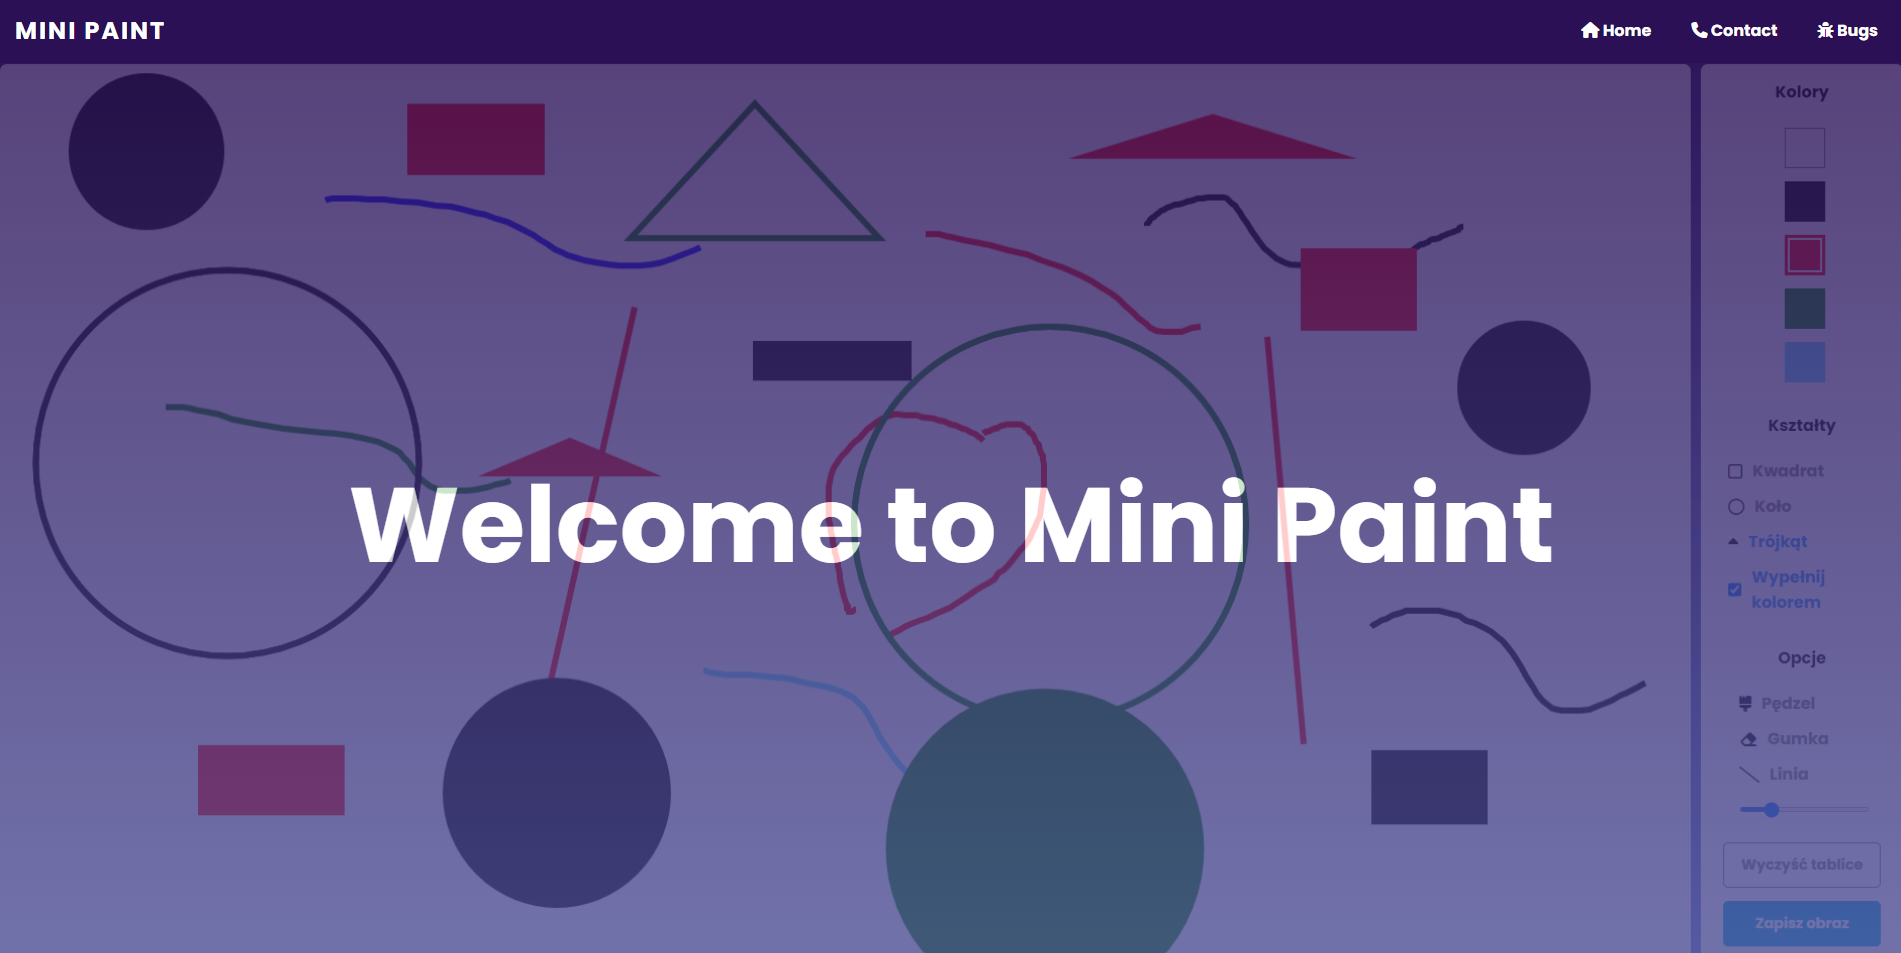 MINI PAINT
Home
Contact
Bugs
Kolory
Kształty
Kwadrat
Koło
Trójkąt
Wypełnij
kolorem
Welcome to Mini Paint
Opcje
Pędzel
Gumka
Linia
Wyczyść tablice
Zapisz obraz